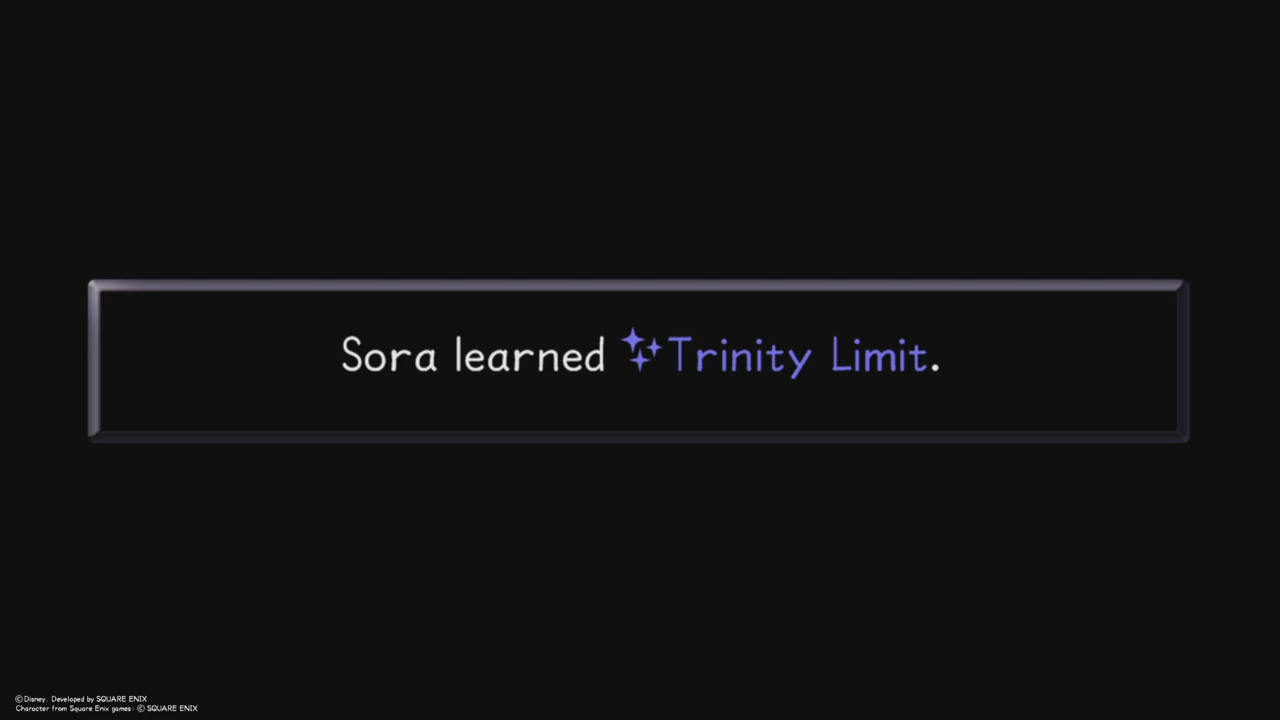 Sora learned Trinity Limit.
©Disney. Developed by SQUARE ENIX
Character from Square Enix games: © SQUARE ENIX